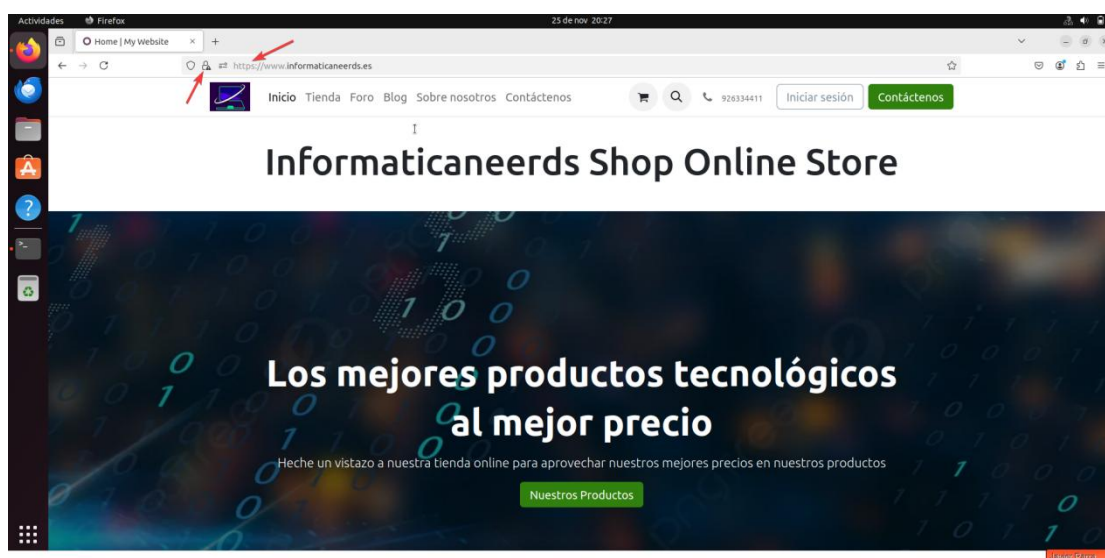 Actividades Firefox 25 de nov 20:27
Home | My Website
https://www.informaticaneerds.es
Inicio Tienda Foro Blog Sobre nosotros Contáctenos 926334411 Iniciar sesión Contáctenos
Informaticaneerds Shop Online Store
Los mejores productos tecnológicos
al mejor precio
Heche un vistazo a nuestra tienda online para aprovechar nuestros mejores precios en nuestros productos
Nuestros Productos